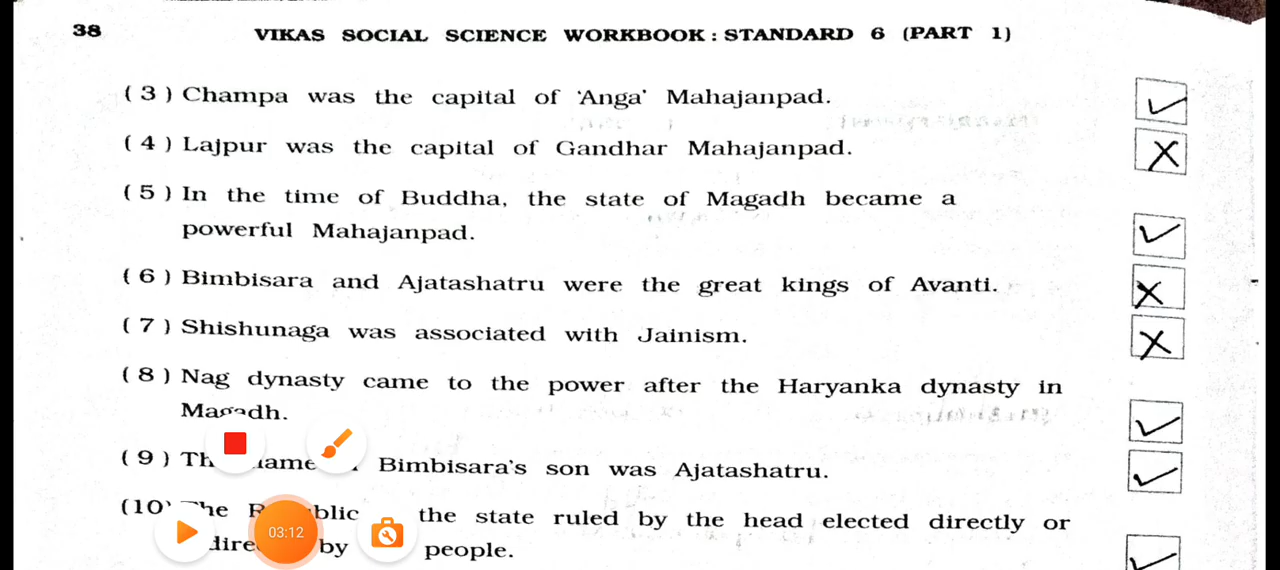 38 VIKAS SOCIAL SCIENCE WORKBOOK : STANDARD 6 (PART 1)
( 3 ) Champa was the capital of 'Anga' Mahajanpad. ✓
( 4 ) Lajpur was the capital of Gandhar Mahajanpad. X
( 5 ) In the time of Buddha, the state of Magadh became a
powerful Mahajanpad. ✓
( 6 ) Bimbisara and Ajatashatru were the great kings of Avanti. X
( 7 ) Shishunaga was associated with Jainism. X
( 8 ) Nag dynasty came to the power after the Haryanka dynasty in
Magadh. ✓
( 9 ) Bimbisara's son was Ajatashatru. ✓
(10) the state ruled by the head elected directly or
by people. ✓
03:12